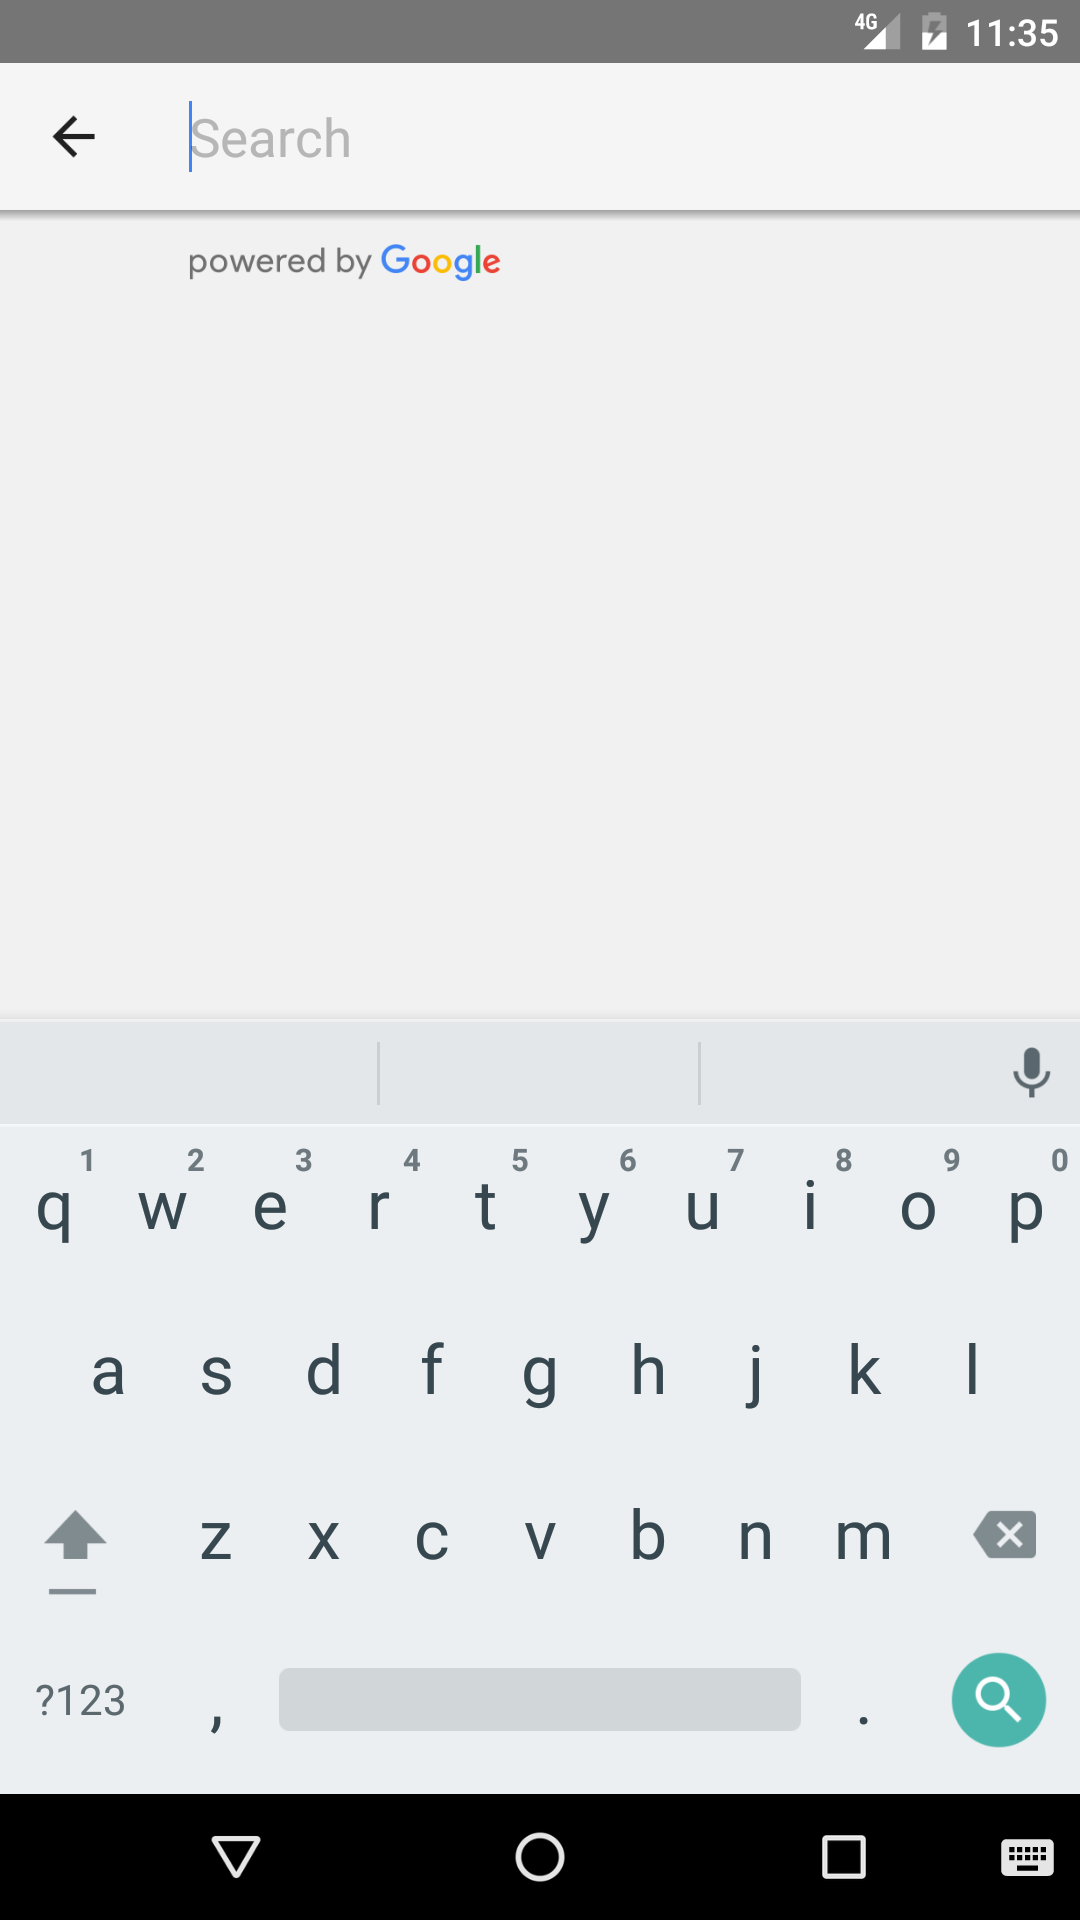 4G 11:35
Search
powered by Google
1 2 3 4 5 6 7 8 9 0
q w e r t y u i o p
a s d f g h j k l
z x c v b n m
?123 , .